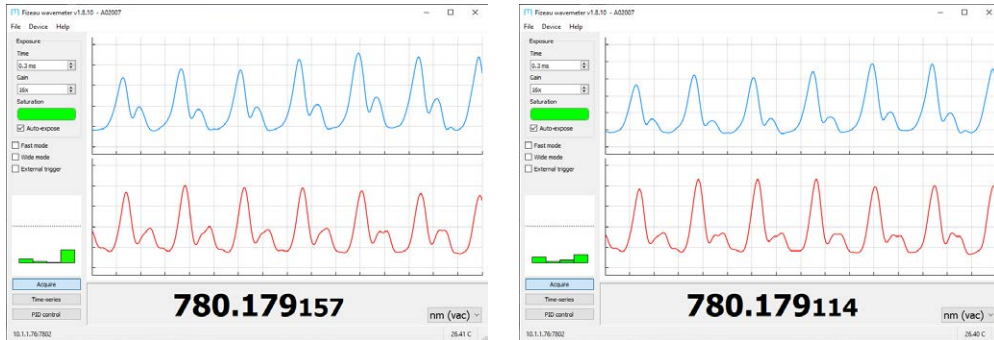 Fizeau wavemeter v1.8.10 - A02007
File Device Help
Exposure
Time
0.3 ms
Gain
16x
Saturation
Auto-expose
Fast mode
Wide mode
External trigger
Acquire
Time-series
PID control
780.179157
nm (vac)
10.1.1.76:7802
26.41 C
Fizeau wavemeter v1.8.10 - A02007
File Device Help
Exposure
Time
0.3 ms
Gain
16x
Saturation
Auto-expose
Fast mode
Wide mode
External trigger
Acquire
Time-series
PID control
780.179114
nm (vac)
10.1.1.76:7802
26.40 C